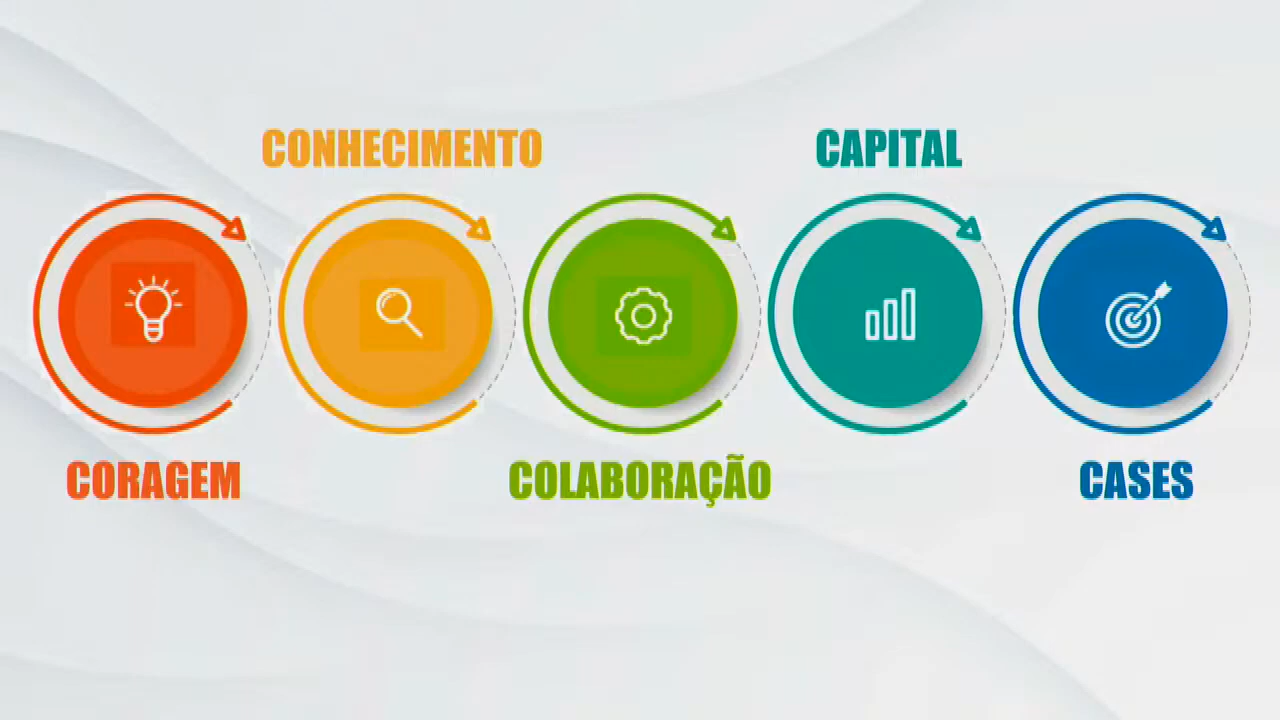 CONHECIMENTO
CAPITAL
CORAGEM
COLABORAÇÃO
CASES